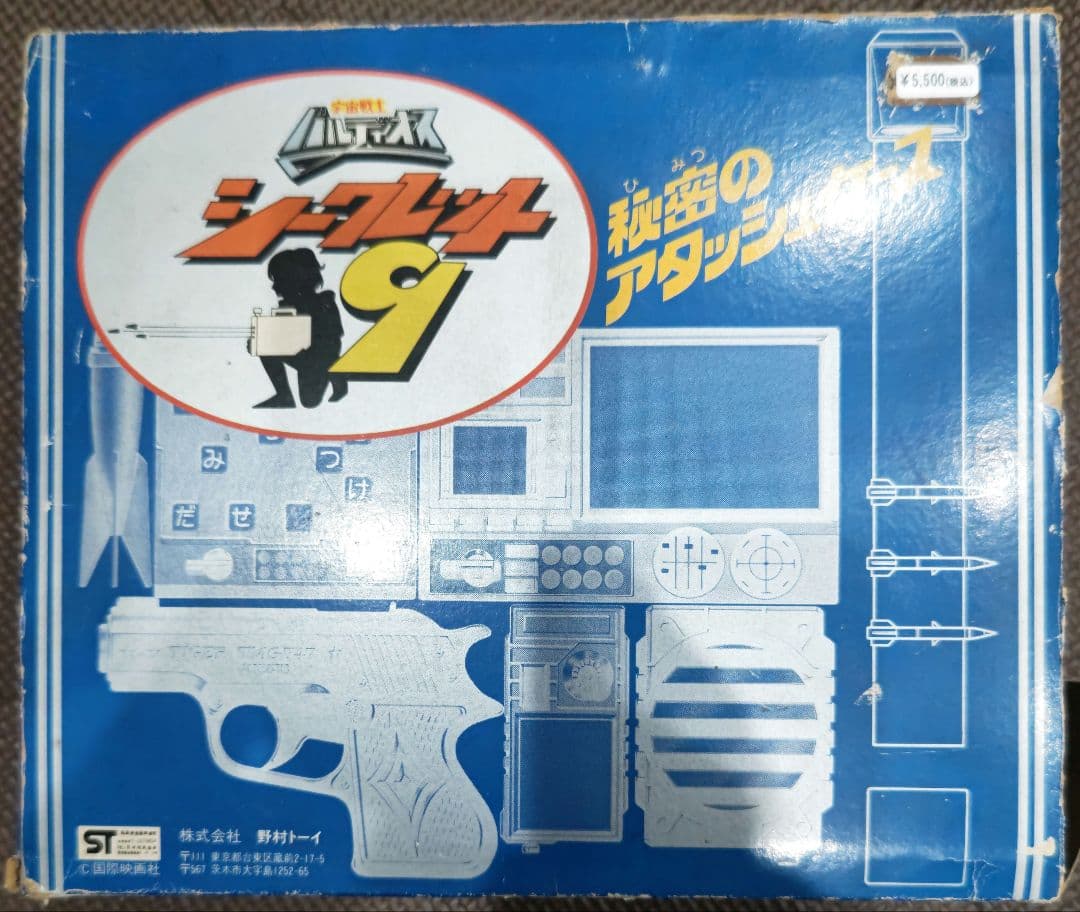 ¥5,500(税込)
宇宙戦士
バルディオス
シークレット
9
ひ みつ
秘密の
アタッシュケース
み つ
け
だ せ
ST
株式会社 野村トーイ
〒111 東京都台東区蔵前2-17-5
〒567 茨木市大字島1252-65
©国際映画社